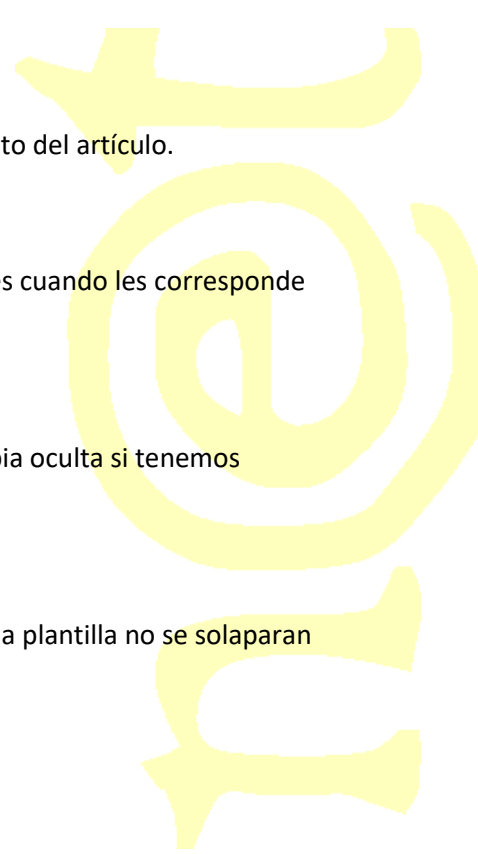 to del artículo.
s cuando les corresponde
ia oculta si tenemos
a plantilla no se solaparan
n@t